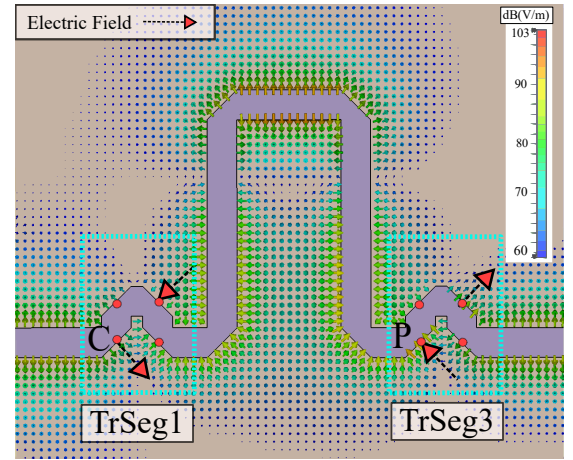 Electric Field
dB(V/m)
103
90
80
70
60
C
P
TrSeg1
TrSeg3